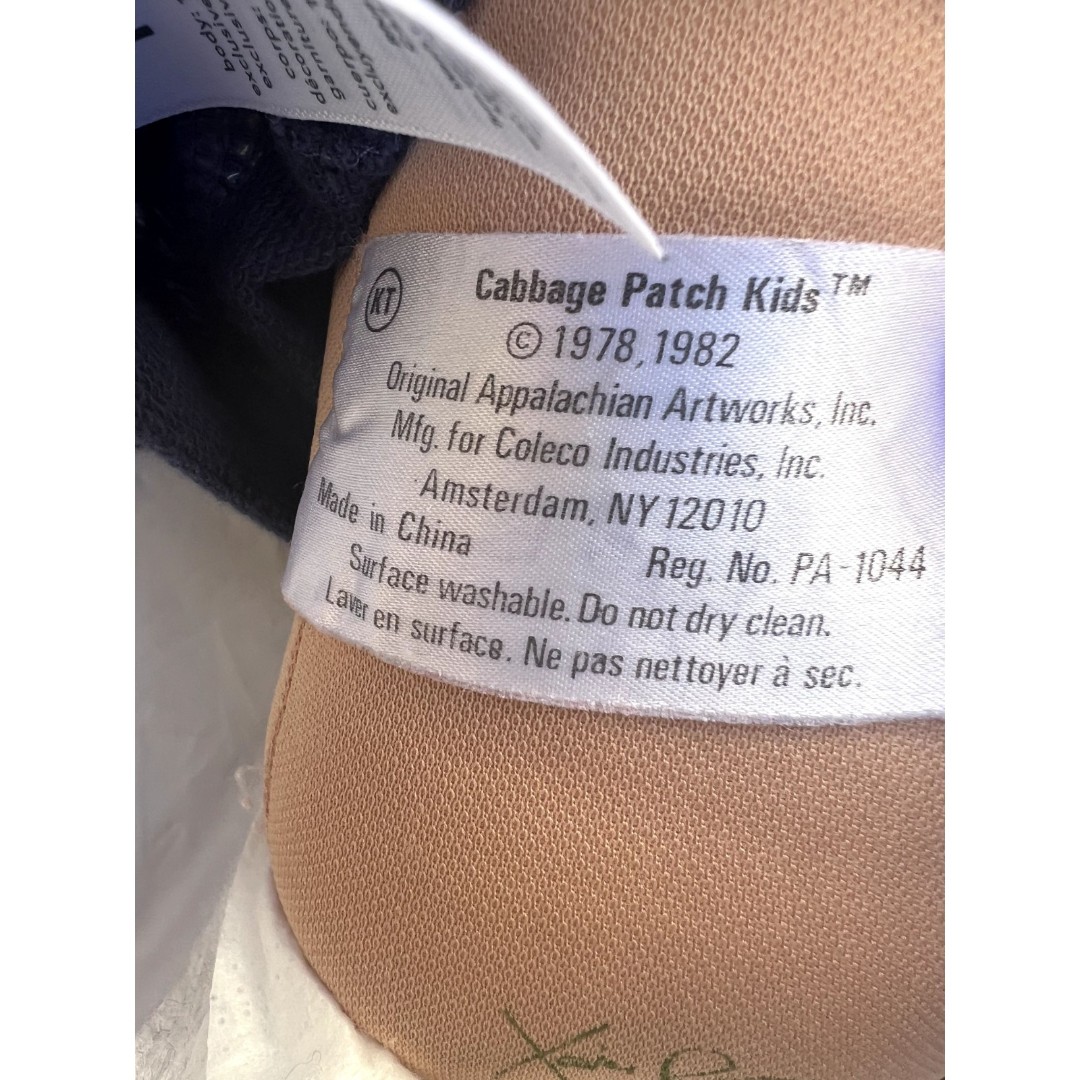 body:
exclusiv
KT
Cabbage Patch Kids™
© 1978, 1982
Original Appalachian Artworks, Inc.
Mfg. for Coleco Industries, Inc.
Amsterdam, NY 12010
Made in China
Reg. No. PA-1044
Surface washable. Do not dry clean.
Laver en surface. Ne pas nettoyer à sec.